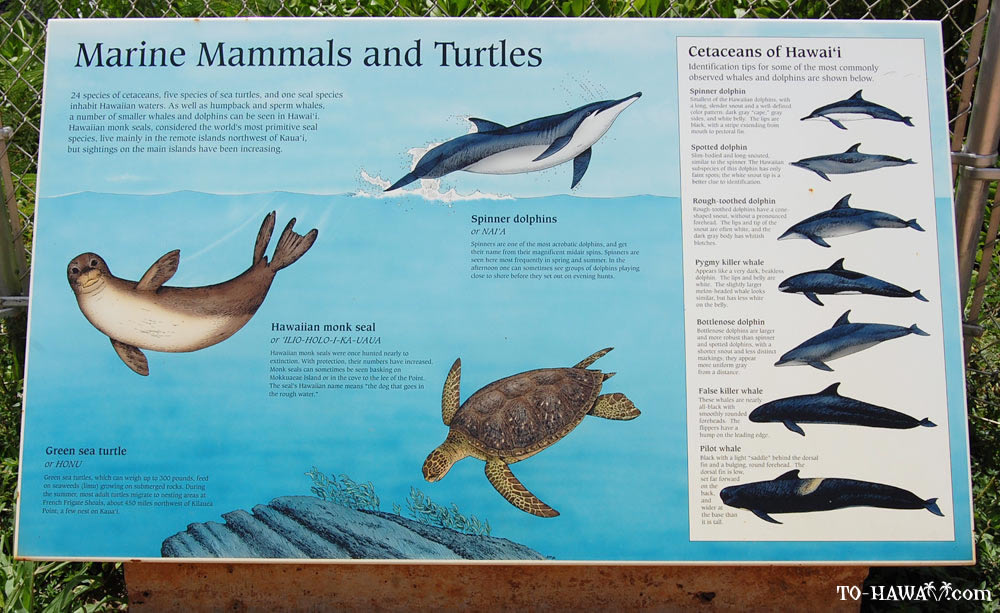 Marine Mammals and Turtles
24 species of cetaceans, five species of sea turtles, and one seal species
inhabit Hawaiian waters. As well as humpback and sperm whales,
a number of smaller whales and dolphins can be seen in Hawai‘i.
Hawaiian monk seals, considered the world's most primitive seal
species, live mainly in the remote islands northwest of Kaua‘i,
but sightings on the main islands have been increasing.
Spinner dolphins
or NAI‘A
Spinners are one of the most acrobatic dolphins, and get
their name from their magnificent midair spins. Spinners are
seen here most frequently in spring and summer. In the
afternoon one can sometimes see groups of dolphins playing
close to shore before they set out on evening hunts.
Hawaiian monk seal
or ‘ILIO-HOLO-I-KA-UAUA
Hawaiian monk seals were once hunted nearly to
extinction. With protection, their numbers have increased.
Monk seals can sometimes be seen basking on
Mokuaeae Island or in the cove to the lee of the Point.
The seal's Hawaiian name means "the dog that goes in
the rough water."
Green sea turtle
or HONU
Green sea turtles, which can weigh up to 300 pounds, feed
on seaweeds (limu) growing on submerged rocks. During
the summer, most adult turtles migrate to nesting areas at
French Frigate Shoals, about 450 miles northwest of Kilauea
Point; a few nest on Kaua‘i.
Cetaceans of Hawai‘i
Identification tips for some of the most commonly
observed whales and dolphins are shown below.
Spinner dolphin
Smallest of the Hawaiian dolphins, with
a long, slender snout and a well-defined
color pattern: dark gray "cape," gray
sides, and white belly. The lips are
black, with a stripe extending from
mouth to pectoral fin.
Spotted dolphin
Slim-bodied and long-snouted,
similar to the spinner. The Hawaiian
subspecies of this dolphin has only
faint spots; the white snout tip is a
better clue to identification.
Rough-toothed dolphin
Rough-toothed dolphins have a cone-
shaped snout, without a pronounced
forehead. The lips and tip of the
snout are often white, and the
dark gray body has whitish
blotches.
Pygmy killer whale
Appears like a very dark, beakless
dolphin. The lips and belly are
white. The slightly larger
melon-headed whale looks
similar, but has less white
on the belly.
Bottlenose dolphin
Bottlenose dolphins are larger
and more robust than spinner
and spotted dolphins, with a
shorter snout and less distinct
markings; they appear
more uniform gray
from a distance.
False killer whale
These whales are nearly
all-black with
smoothly rounded
foreheads. The
flippers have a
hump on the leading edge.
Pilot whale
Black with a light "saddle" behind the dorsal
fin and a bulging, round forehead. The
dorsal fin is low,
set far forward
on the
back,
and
wider at
the base than
it is tall.
TO-HAWAII.com